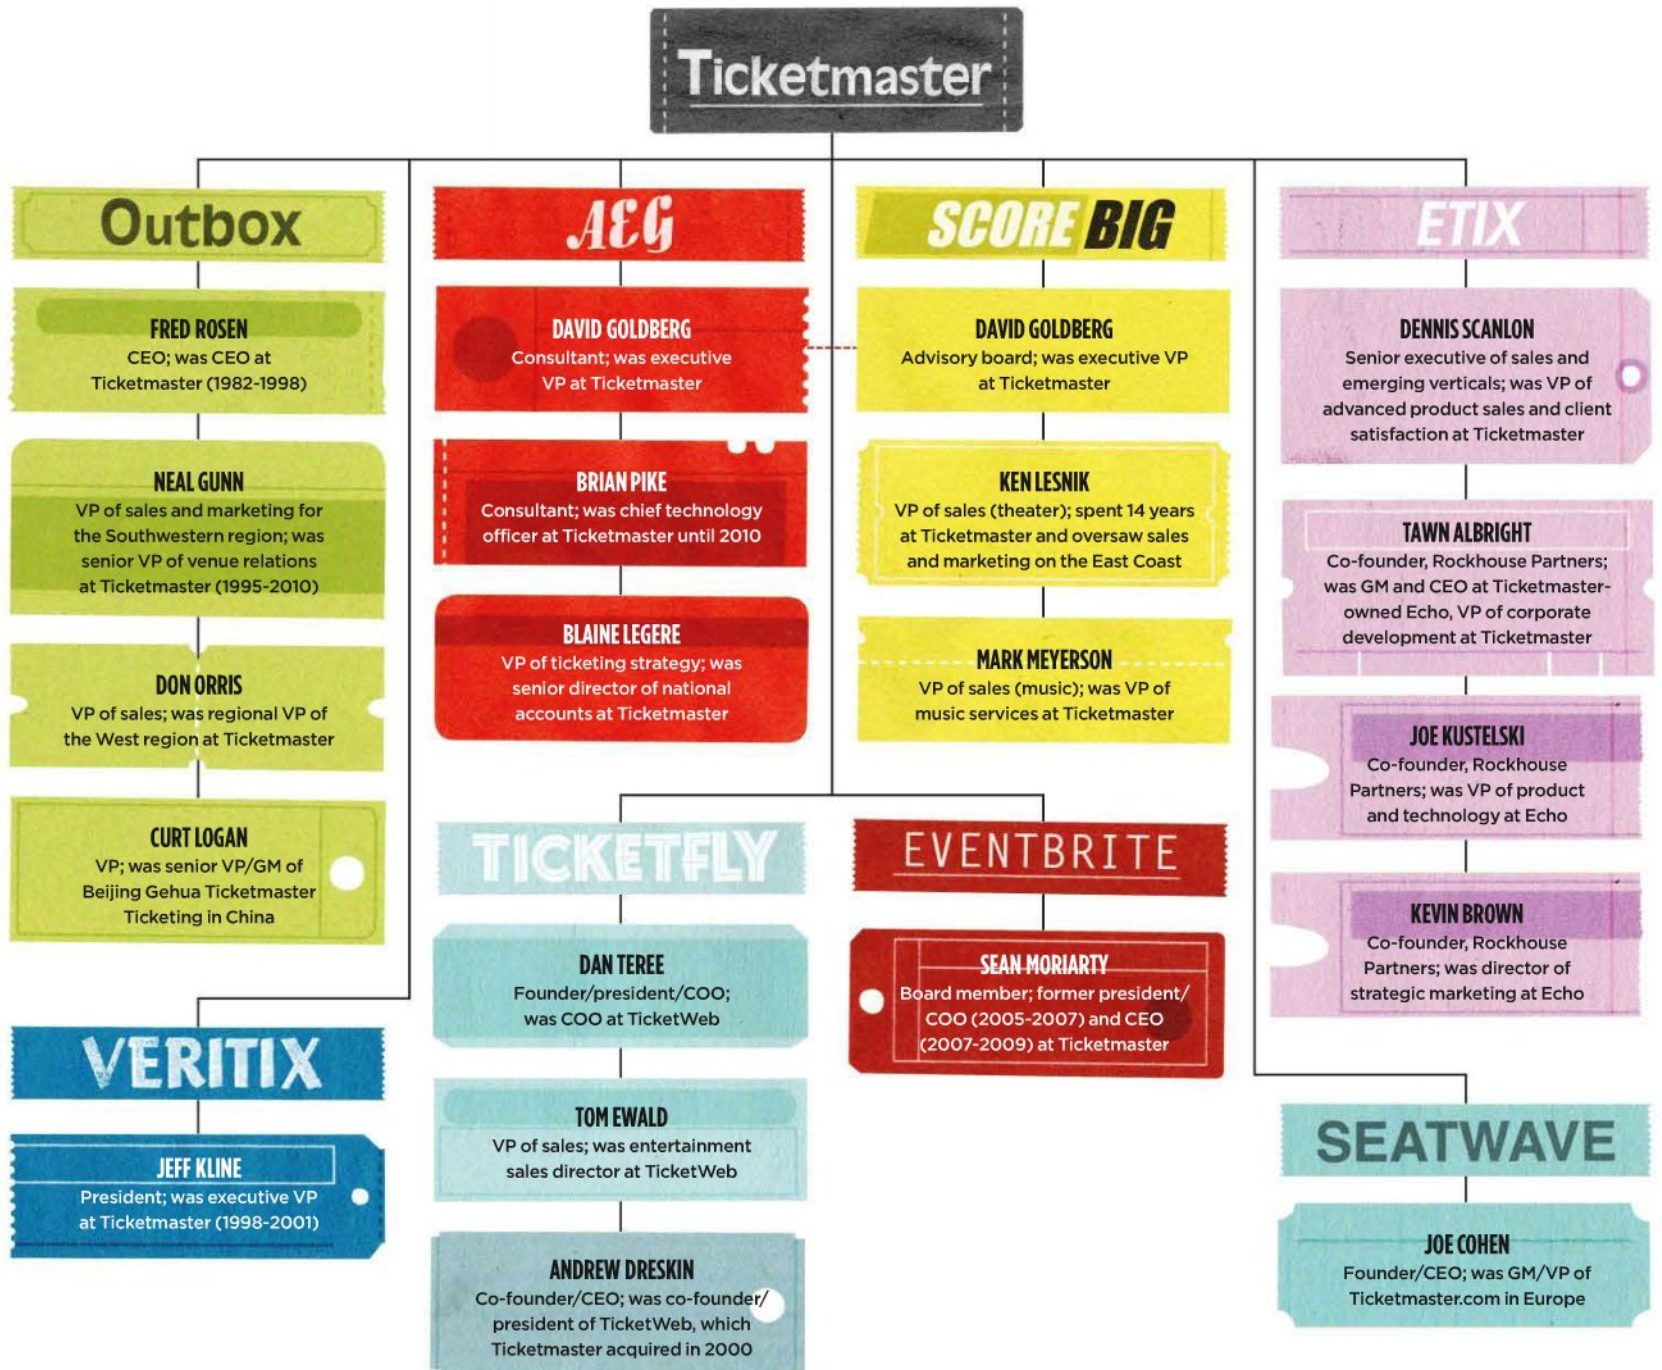 Ticketmaster
Outbox
FRED ROSEN
CEO; was CEO at
Ticketmaster (1982-1998)
NEAL GUNN
VP of sales and marketing for
the Southwestern region; was
senior VP of venue relations
at Ticketmaster (1995-2010)
DON ORRIS
VP of sales; was regional VP of
the West region at Ticketmaster
CURT LOGAN
VP; was senior VP/GM of
Beijing Gehua Ticketmaster
Ticketing in China
VERITIX
JEFF KLINE
President; was executive VP
at Ticketmaster (1998-2001)
AEG
DAVID GOLDBERG
Consultant; was executive
VP at Ticketmaster
BRIAN PIKE
Consultant; was chief technology
officer at Ticketmaster until 2010
BLAINE LEGERE
VP of ticketing strategy; was
senior director of national
accounts at Ticketmaster
TICKETFLY
DAN TEREE
Founder/president/COO;
was COO at TicketWeb
TOM EWALD
VP of sales; was entertainment
sales director at TicketWeb
ANDREW DRESKIN
Co-founder/CEO; was co-founder/
president of TicketWeb, which
Ticketmaster acquired in 2000
SCORE BIG
DAVID GOLDBERG
Advisory board; was executive VP
at Ticketmaster
KEN LESNIK
VP of sales (theater); spent 14 years
at Ticketmaster and oversaw sales
and marketing on the East Coast
MARK MEYERSON
VP of sales (music); was VP of
music services at Ticketmaster
EVENTBRITE
SEAN MORIARTY
Board member; former president/
COO (2005-2007) and CEO
(2007-2009) at Ticketmaster
ETIX
DENNIS SCANLON
Senior executive of sales and
emerging verticals; was VP of
advanced product sales and client
satisfaction at Ticketmaster
TAWN ALBRIGHT
Co-founder, Rockhouse Partners;
was GM and CEO at Ticketmaster-
owned Echo, VP of corporate
development at Ticketmaster
JOE KUSTELSKI
Co-founder, Rockhouse
Partners; was VP of product
and technology at Echo
KEVIN BROWN
Co-founder, Rockhouse
Partners; was director of
strategic marketing at Echo
SEATWAVE
JOE COHEN
Founder/CEO; was GM/VP of
Ticketmaster.com in Europe